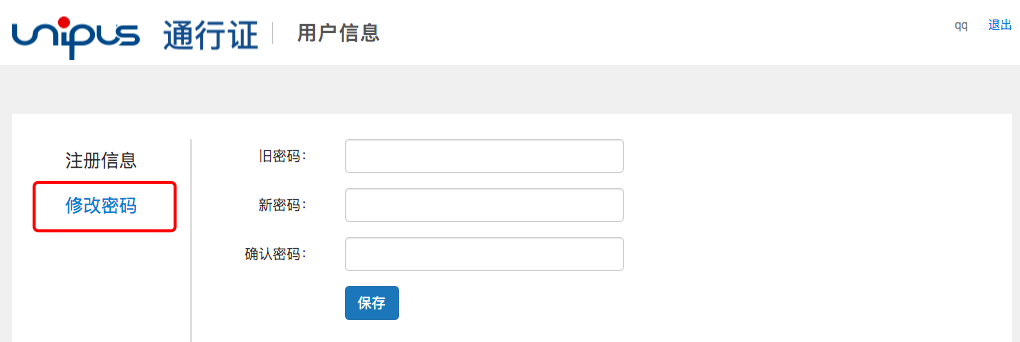 unipus 通行证 用户信息 qq 退出
注册信息
修改密码
旧密码：
新密码：
确认密码：
保存